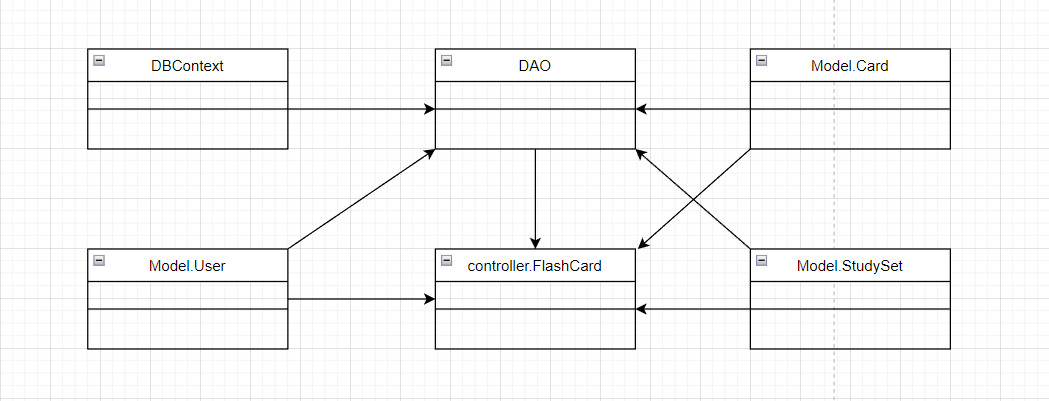 DBContext
DAO
Model.Card
Model.User
controller.FlashCard
Model.StudySet